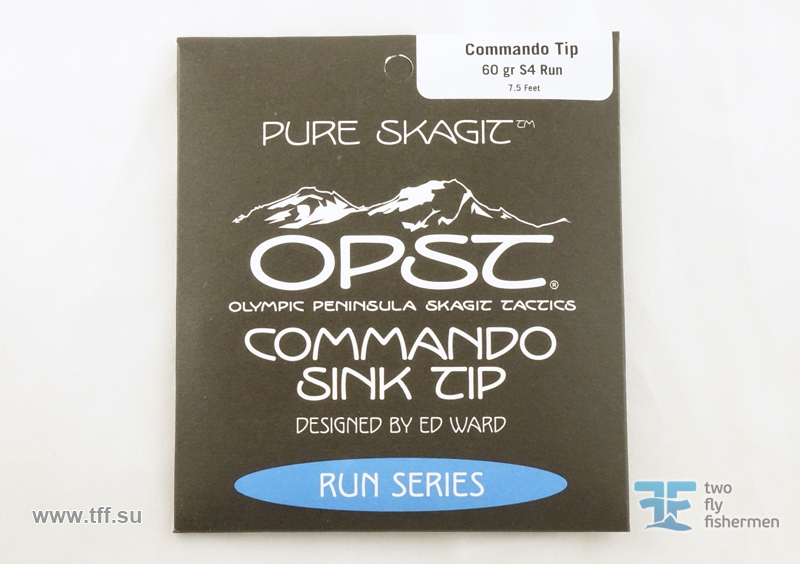 Commando Tip
60 gr S4 Run
7.5 Feet
PURE SKAGIT™
OPST®
OLYMPIC PENINSULA SKAGIT TACTICS
COMMANDO
SINK TIP
DESIGNED BY ED WARD
RUN SERIES
www.tff.su
two
fly
fishermen